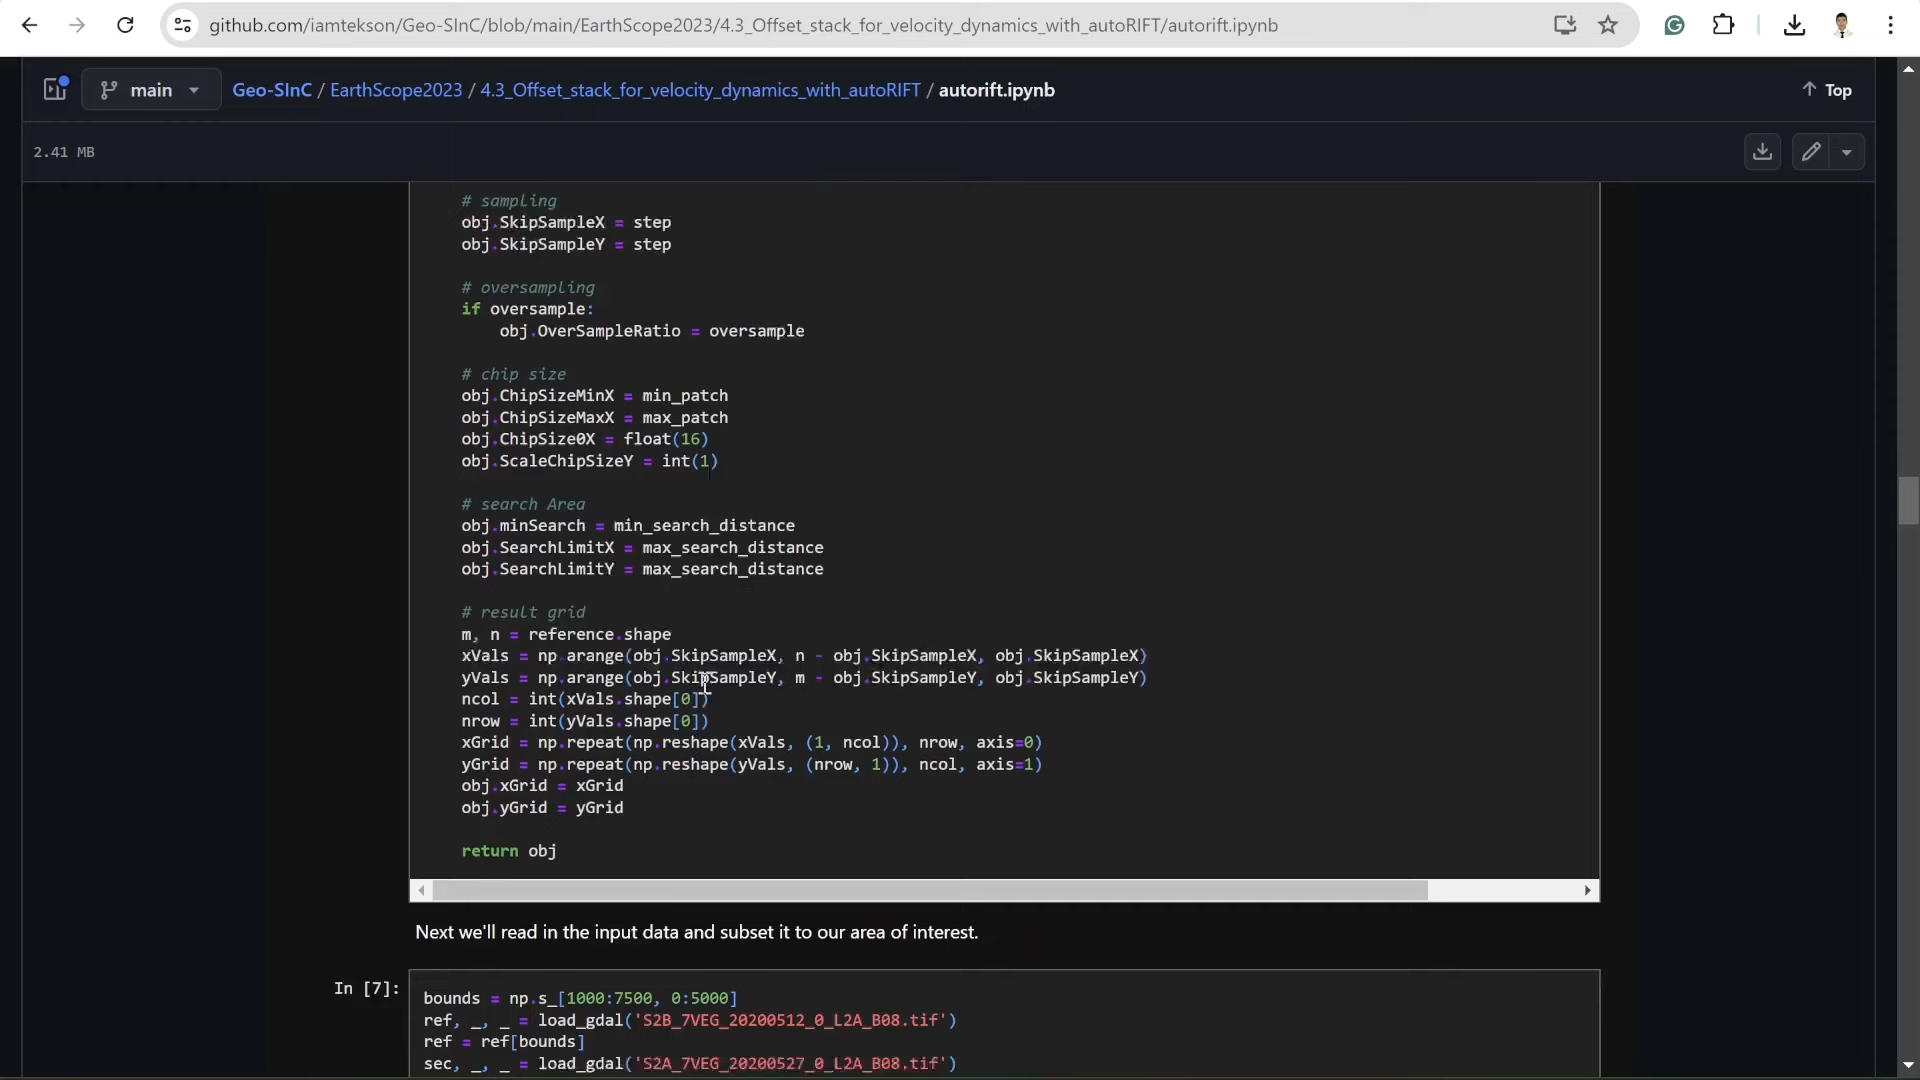 github.com/iamtekson/Geo-SInC/blob/main/EarthScope2023/4.3_Offset_stack_for_velocity_dynamics_with_autoRIFT/autorift.ipynb
main
Geo-SInC / EarthScope2023 / 4.3_Offset_stack_for_velocity_dynamics_with_autoRIFT / autorift.ipynb
Top
2.41 MB
# sampling
obj.SkipSampleX = step
obj.SkipSampleY = step
# oversampling
if oversample:
obj.OverSampleRatio = oversample
# chip size
obj.ChipSizeMinX = min_patch
obj.ChipSizeMaxX = max_patch
obj.ChipSize0X = float(16)
obj.ScaleChipSizeY = int(1)
# search Area
obj.minSearch = min_search_distance
obj.SearchLimitX = max_search_distance
obj.SearchLimitY = max_search_distance
# result grid
m, n = reference.shape
xVals = np.arange(obj.SkipSampleX, n - obj.SkipSampleX, obj.SkipSampleX)
yVals = np.arange(obj.SkipSampleY, m - obj.SkipSampleY, obj.SkipSampleY)
ncol = int(xVals.shape[0])
nrow = int(yVals.shape[0])
xGrid = np.repeat(np.reshape(xVals, (1, ncol)), nrow, axis=0)
yGrid = np.repeat(np.reshape(yVals, (nrow, 1)), ncol, axis=1)
obj.xGrid = xGrid
obj.yGrid = yGrid
return obj
Next we'll read in the input data and subset it to our area of interest.
In [7]:
bounds = np.s_[1000:7500, 0:5000]
ref, _, _ = load_gdal('S2B_7VEG_20200512_0_L2A_B08.tif')
ref = ref[bounds]
sec, _, _ = load_gdal('S2A_7VEG_20200527_0_L2A_B08.tif')